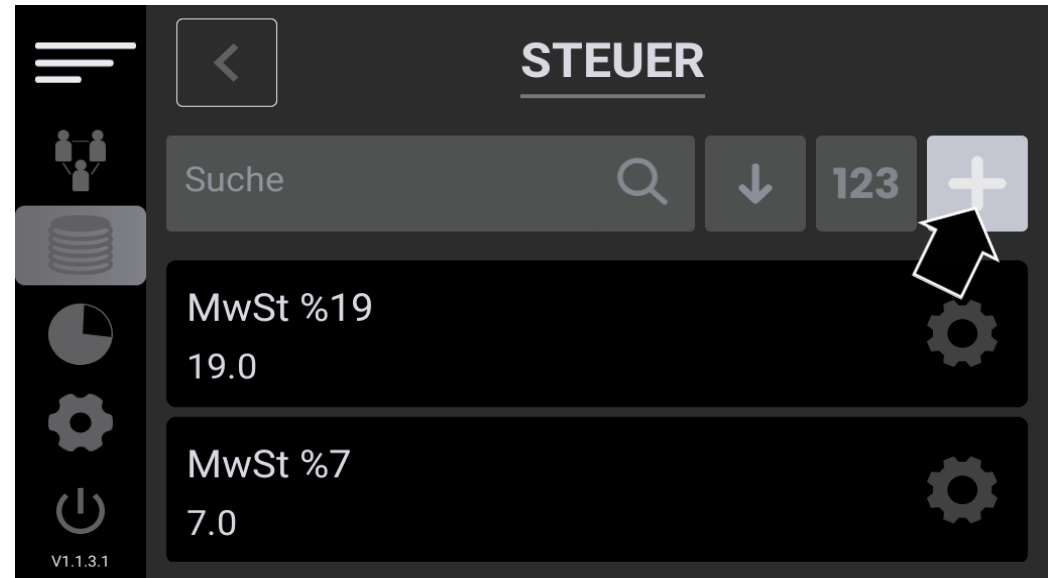 STEUER
Suche
123
MwSt %19
19.0
MwSt %7
7.0
V1.1.3.1